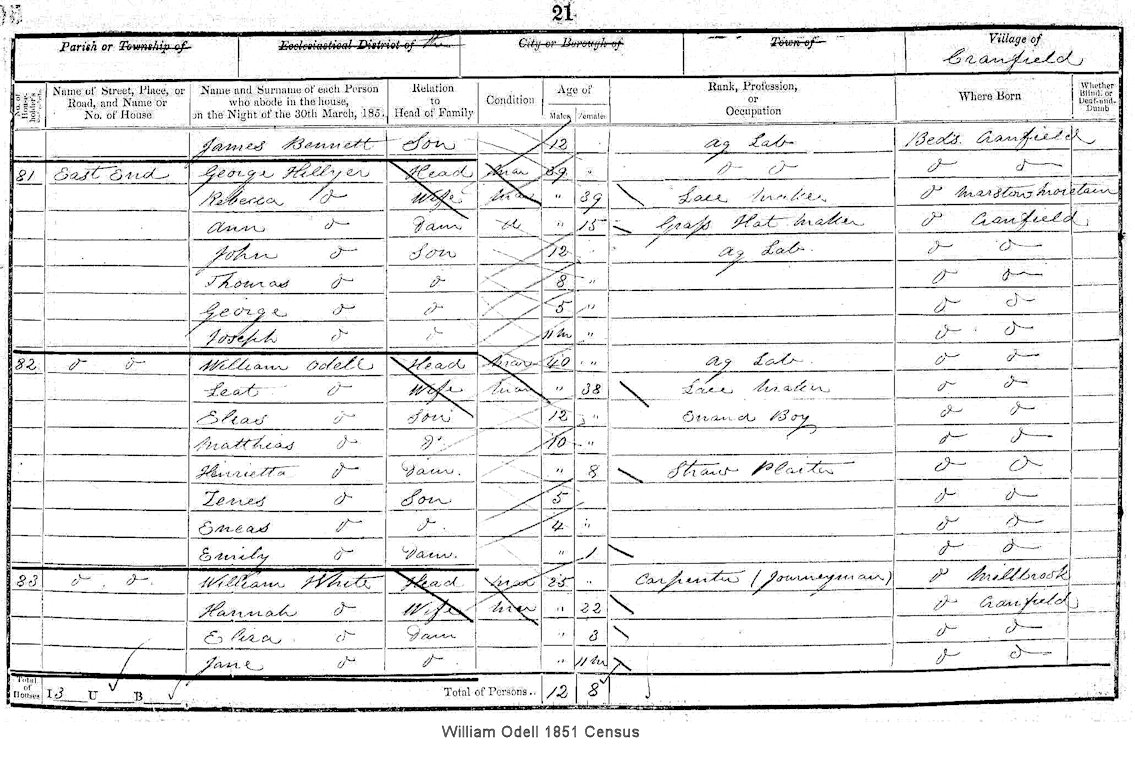 21
Parish or Township of Ecclesiastical District of City or Borough of Town of Village of
Cranfield
No. of House-holder's Schedule Name of Street, Place, or Road, and Name or No. of House Name and Surname of each Person who abode in the house, on the Night of the 30th March, 1851 Relation to Head of Family Condition Age of Males Females Rank, Profession, or Occupation Where Born Whether Blind, or Deaf-and-Dumb
James Bennett Son 12 Ag Lab Beds Cranfield
81 East End George Hillyer Head Mar 39 " do do do do
Rebecca do Wife Mar " 39 Lace Maker do Marston Moretain
Ann do Daur U " 15 Grass Hat Maker do Cranfield
John do Son 12 " Ag Lab do do
Thomas do do 8 " do do
George do do 5 " do do
Joseph do do 11m " do do
82 do do William Odell Head Mar 40 " Ag Lab do do
Leat do Wife Mar " 38 Lace Maker do do
Elias do Son 12 " Errand Boy do do
Matthias do do 10 " do do
Henrietta do Daur " 8 Straw Plaiter do do
Zenes do Son 5 do do
Eneas do do 4 " do do
Emily do Daur " 1 do do
83 do do William White Head Mar 25 " Carpenter (Journeyman) do Millbrook
Hannah do Wife Mar " 22 do Cranfield
Eliza do Daur " 3 do do
Jane do do " 11m do do
Total of Houses I 3 U B Total of Persons.. 12 8
William Odell 1851 Census